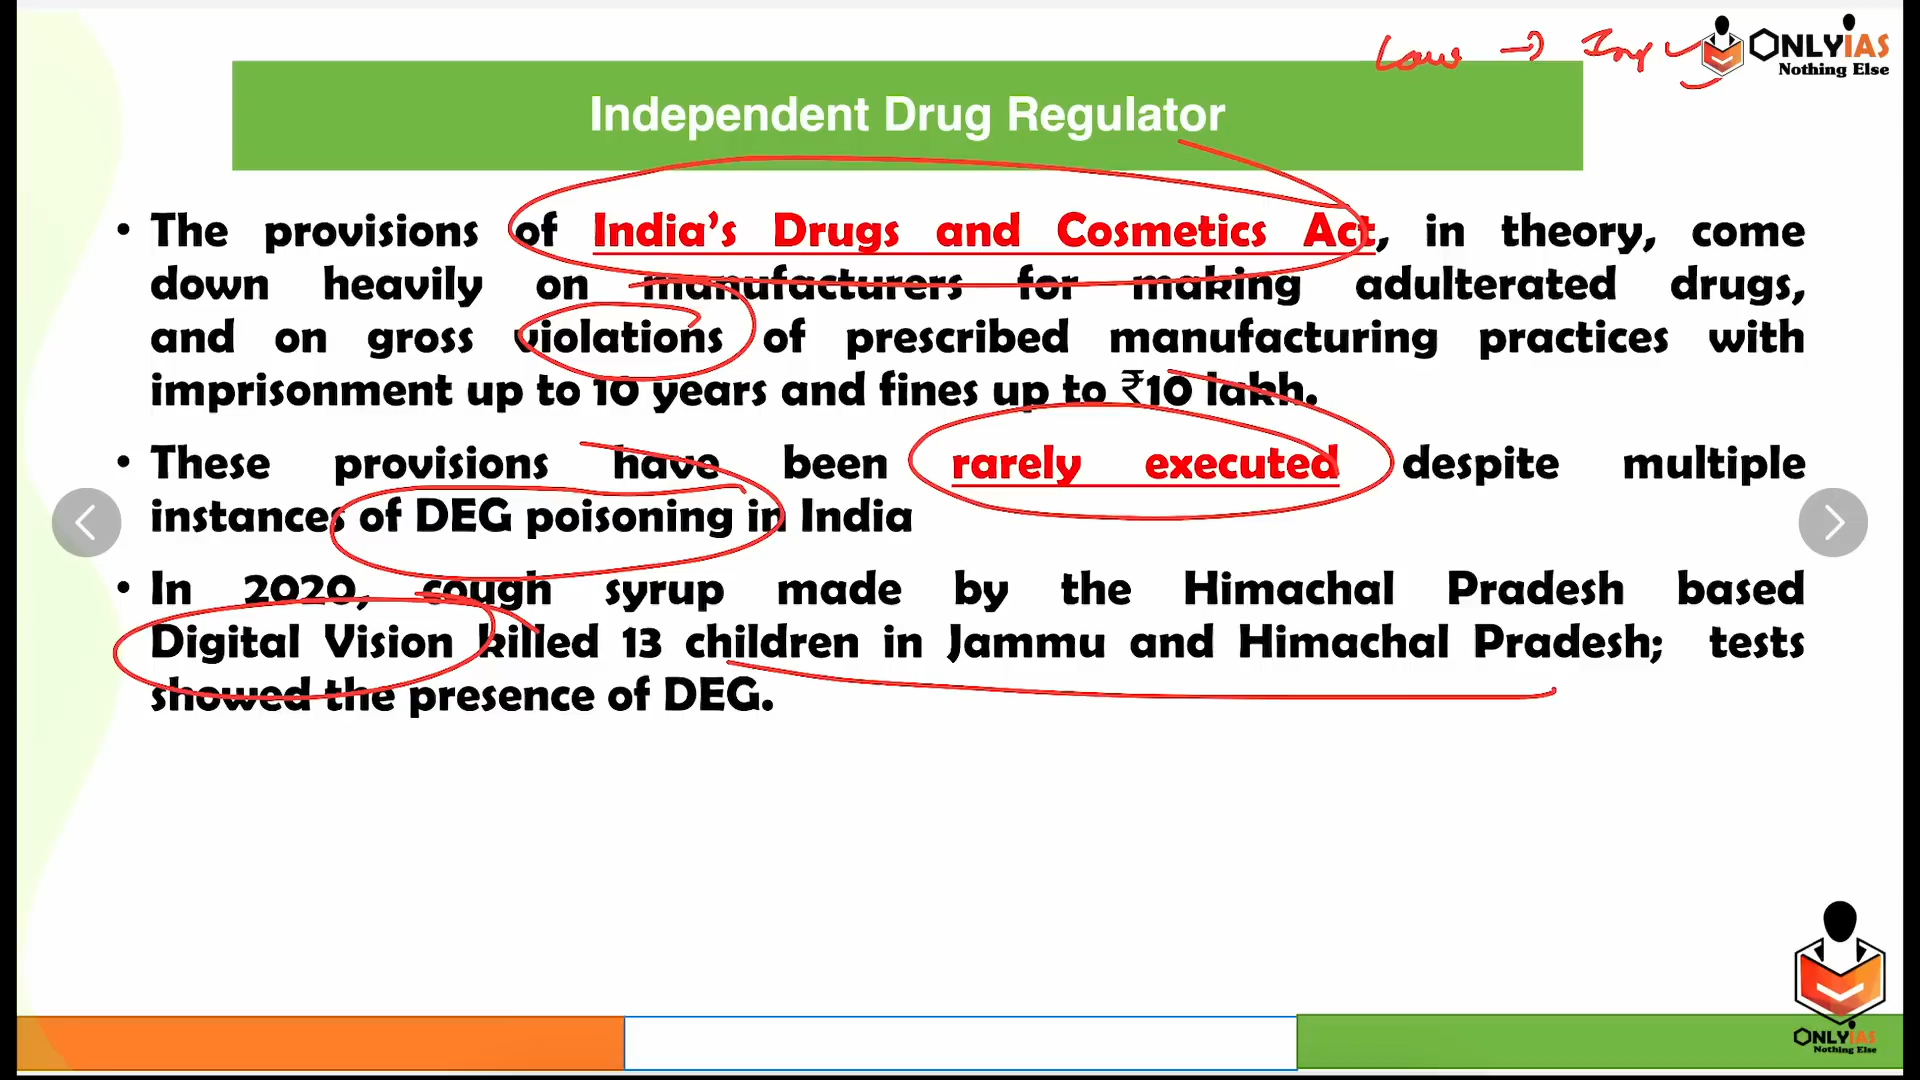 Laws → Imp
ONLYIAS
Nothing Else
Independent Drug Regulator
• The provisions of India’s Drugs and Cosmetics Act, in theory, come
down heavily on manufacturers for making adulterated drugs,
and on gross violations of prescribed manufacturing practices with
imprisonment up to 10 years and fines up to ₹10 lakh.
• These provisions have been rarely executed despite multiple
instances of DEG poisoning in India
• In 2020, cough syrup made by the Himachal Pradesh based
Digital Vision killed 13 children in Jammu and Himachal Pradesh; tests
showed the presence of DEG.
ONLYIAS
Nothing Else